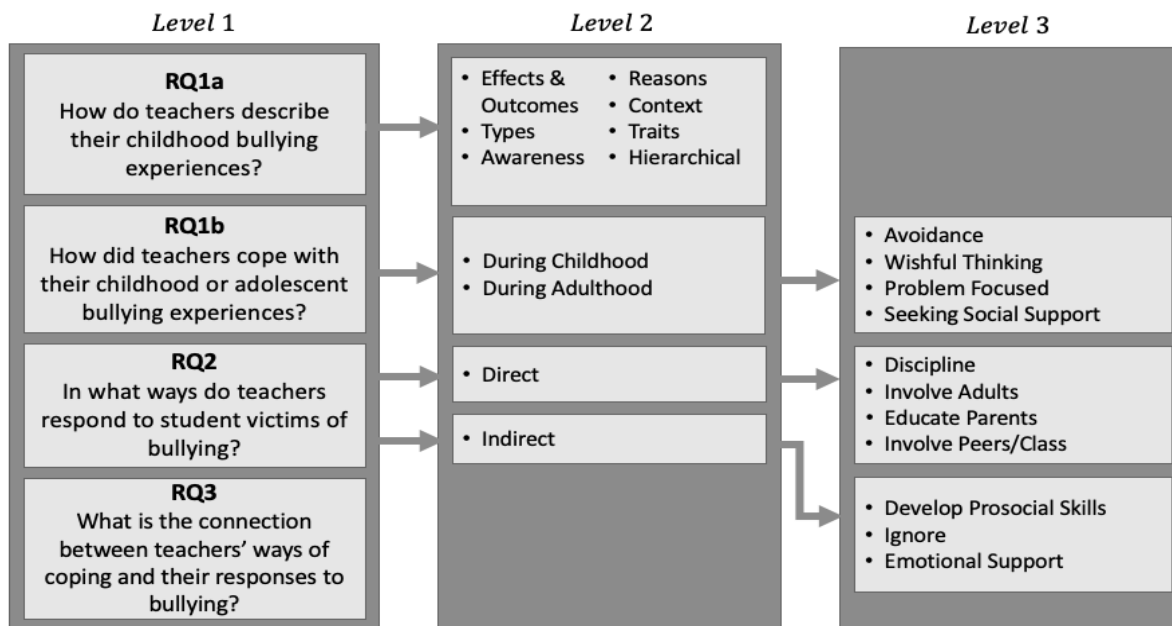 Level 1
RQ1a
How do teachers describe
their childhood bullying
experiences?
RQ1b
How did teachers cope with
their childhood or adolescent
bullying experiences?
RQ2
In what ways do teachers
respond to student victims of
bullying?
RQ3
What is the connection
between teachers’ ways of
coping and their responses to
bullying?
Level 2
• Effects &
Outcomes
• Types
• Awareness
• Reasons
• Context
• Traits
• Hierarchical
• During Childhood
• During Adulthood
• Direct
• Indirect
Level 3
• Avoidance
• Wishful Thinking
• Problem Focused
• Seeking Social Support
• Discipline
• Involve Adults
• Educate Parents
• Involve Peers/Class
• Develop Prosocial Skills
• Ignore
• Emotional Support